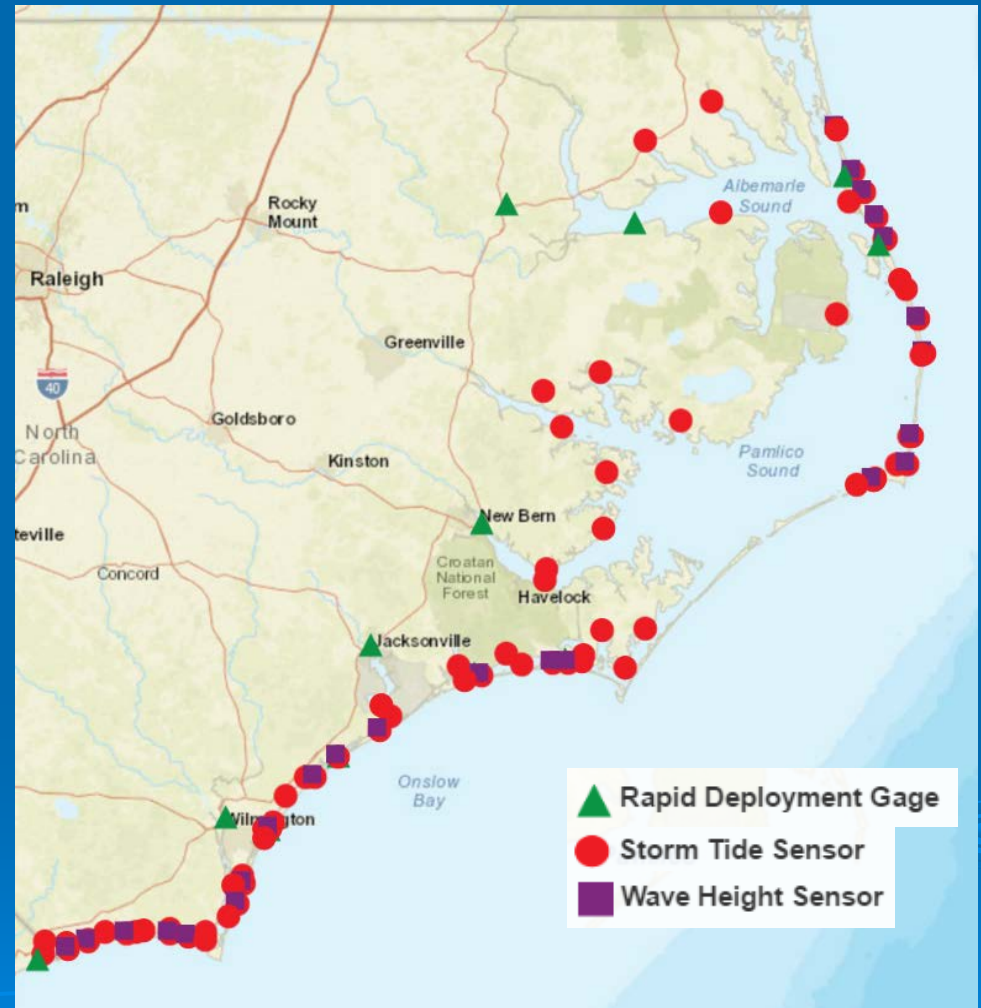 Albemarle
Sound
Rocky
Mount
m
Raleigh
Greenville
40
Goldsboro
North
Carolina
Kinston
Pamlico
Sound
New Bern
teville
Croatan
National
Forest
Concord
Havelock
Jacksonville
Onslow
Bay
Rapid Deployment Gage
Storm Tide Sensor
Wave Height Sensor